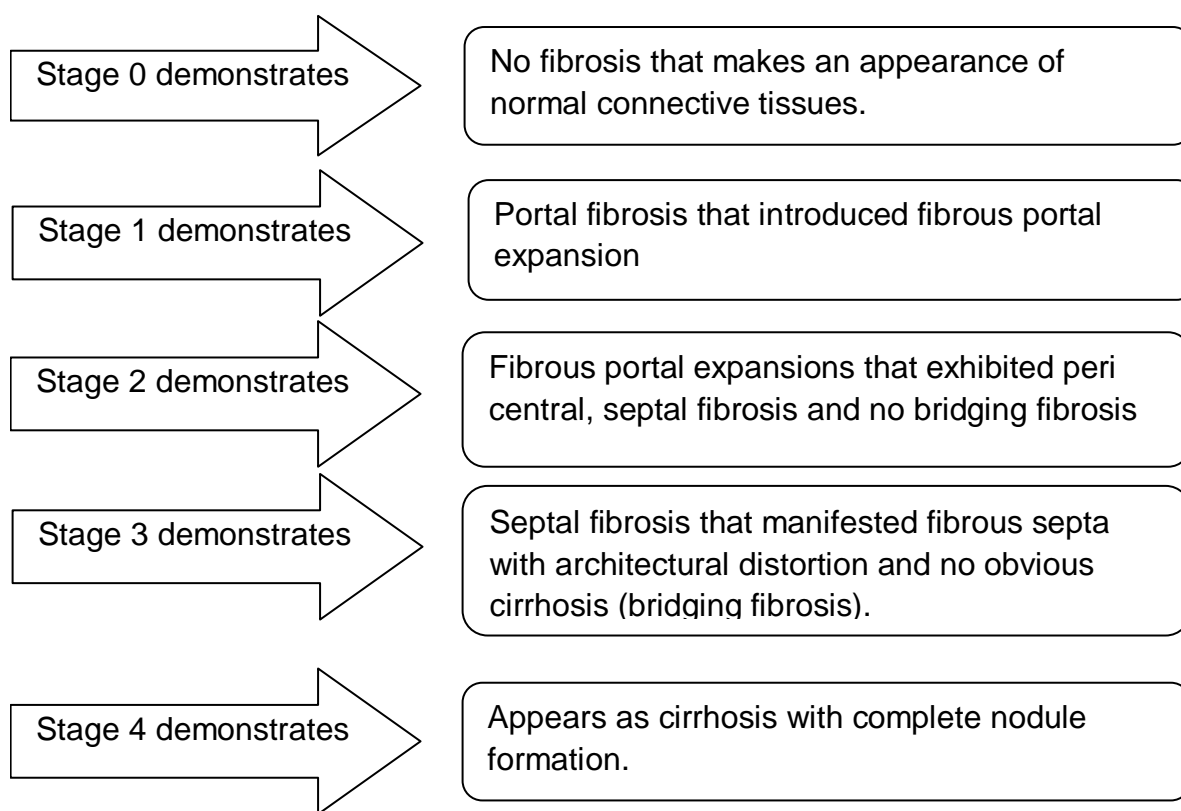 Stage 0 demonstrates
No fibrosis that makes an appearance of
normal connective tissues.
Stage 1 demonstrates
Portal fibrosis that introduced fibrous portal
expansion
Stage 2 demonstrates
Fibrous portal expansions that exhibited peri
central, septal fibrosis and no bridging fibrosis
Stage 3 demonstrates
Septal fibrosis that manifested fibrous septa
with architectural distortion and no obvious
cirrhosis (bridging fibrosis).
Stage 4 demonstrates
Appears as cirrhosis with complete nodule
formation.